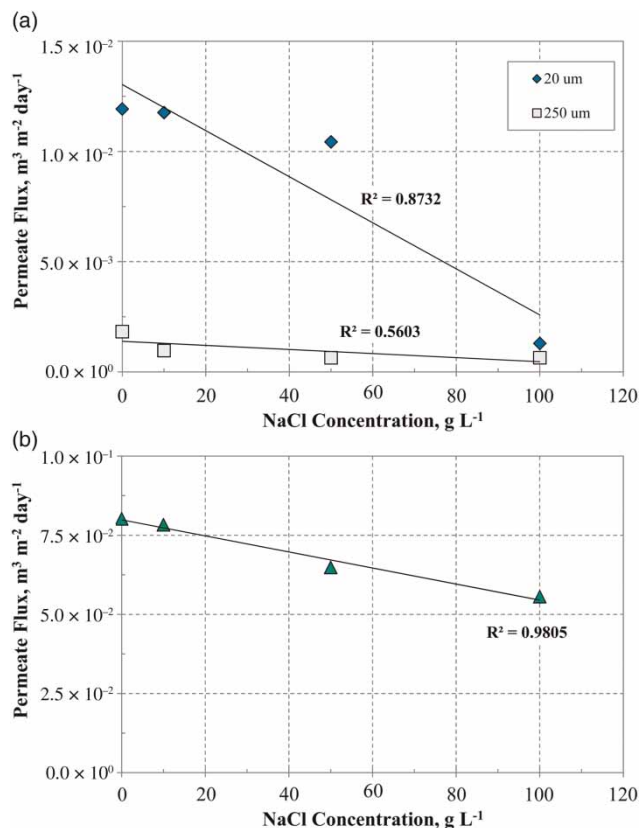 (a)
1.5 × 10⁻²
1.0 × 10⁻²
5.0 × 10⁻³
0.0 × 10⁰
Permeate Flux, m³ m⁻² day⁻¹
20 um
250 um
R² = 0.8732
R² = 0.5603
0 20 40 60 80 100 120
NaCl Concentration, g L⁻¹
(b)
1.0 × 10⁻¹
7.5 × 10⁻²
5.0 × 10⁻²
2.5 × 10⁻²
0.0 × 10⁰
Permeate Flux, m³ m⁻² day⁻¹
R² = 0.9805
0 20 40 60 80 100 120
NaCl Concentration, g L⁻¹